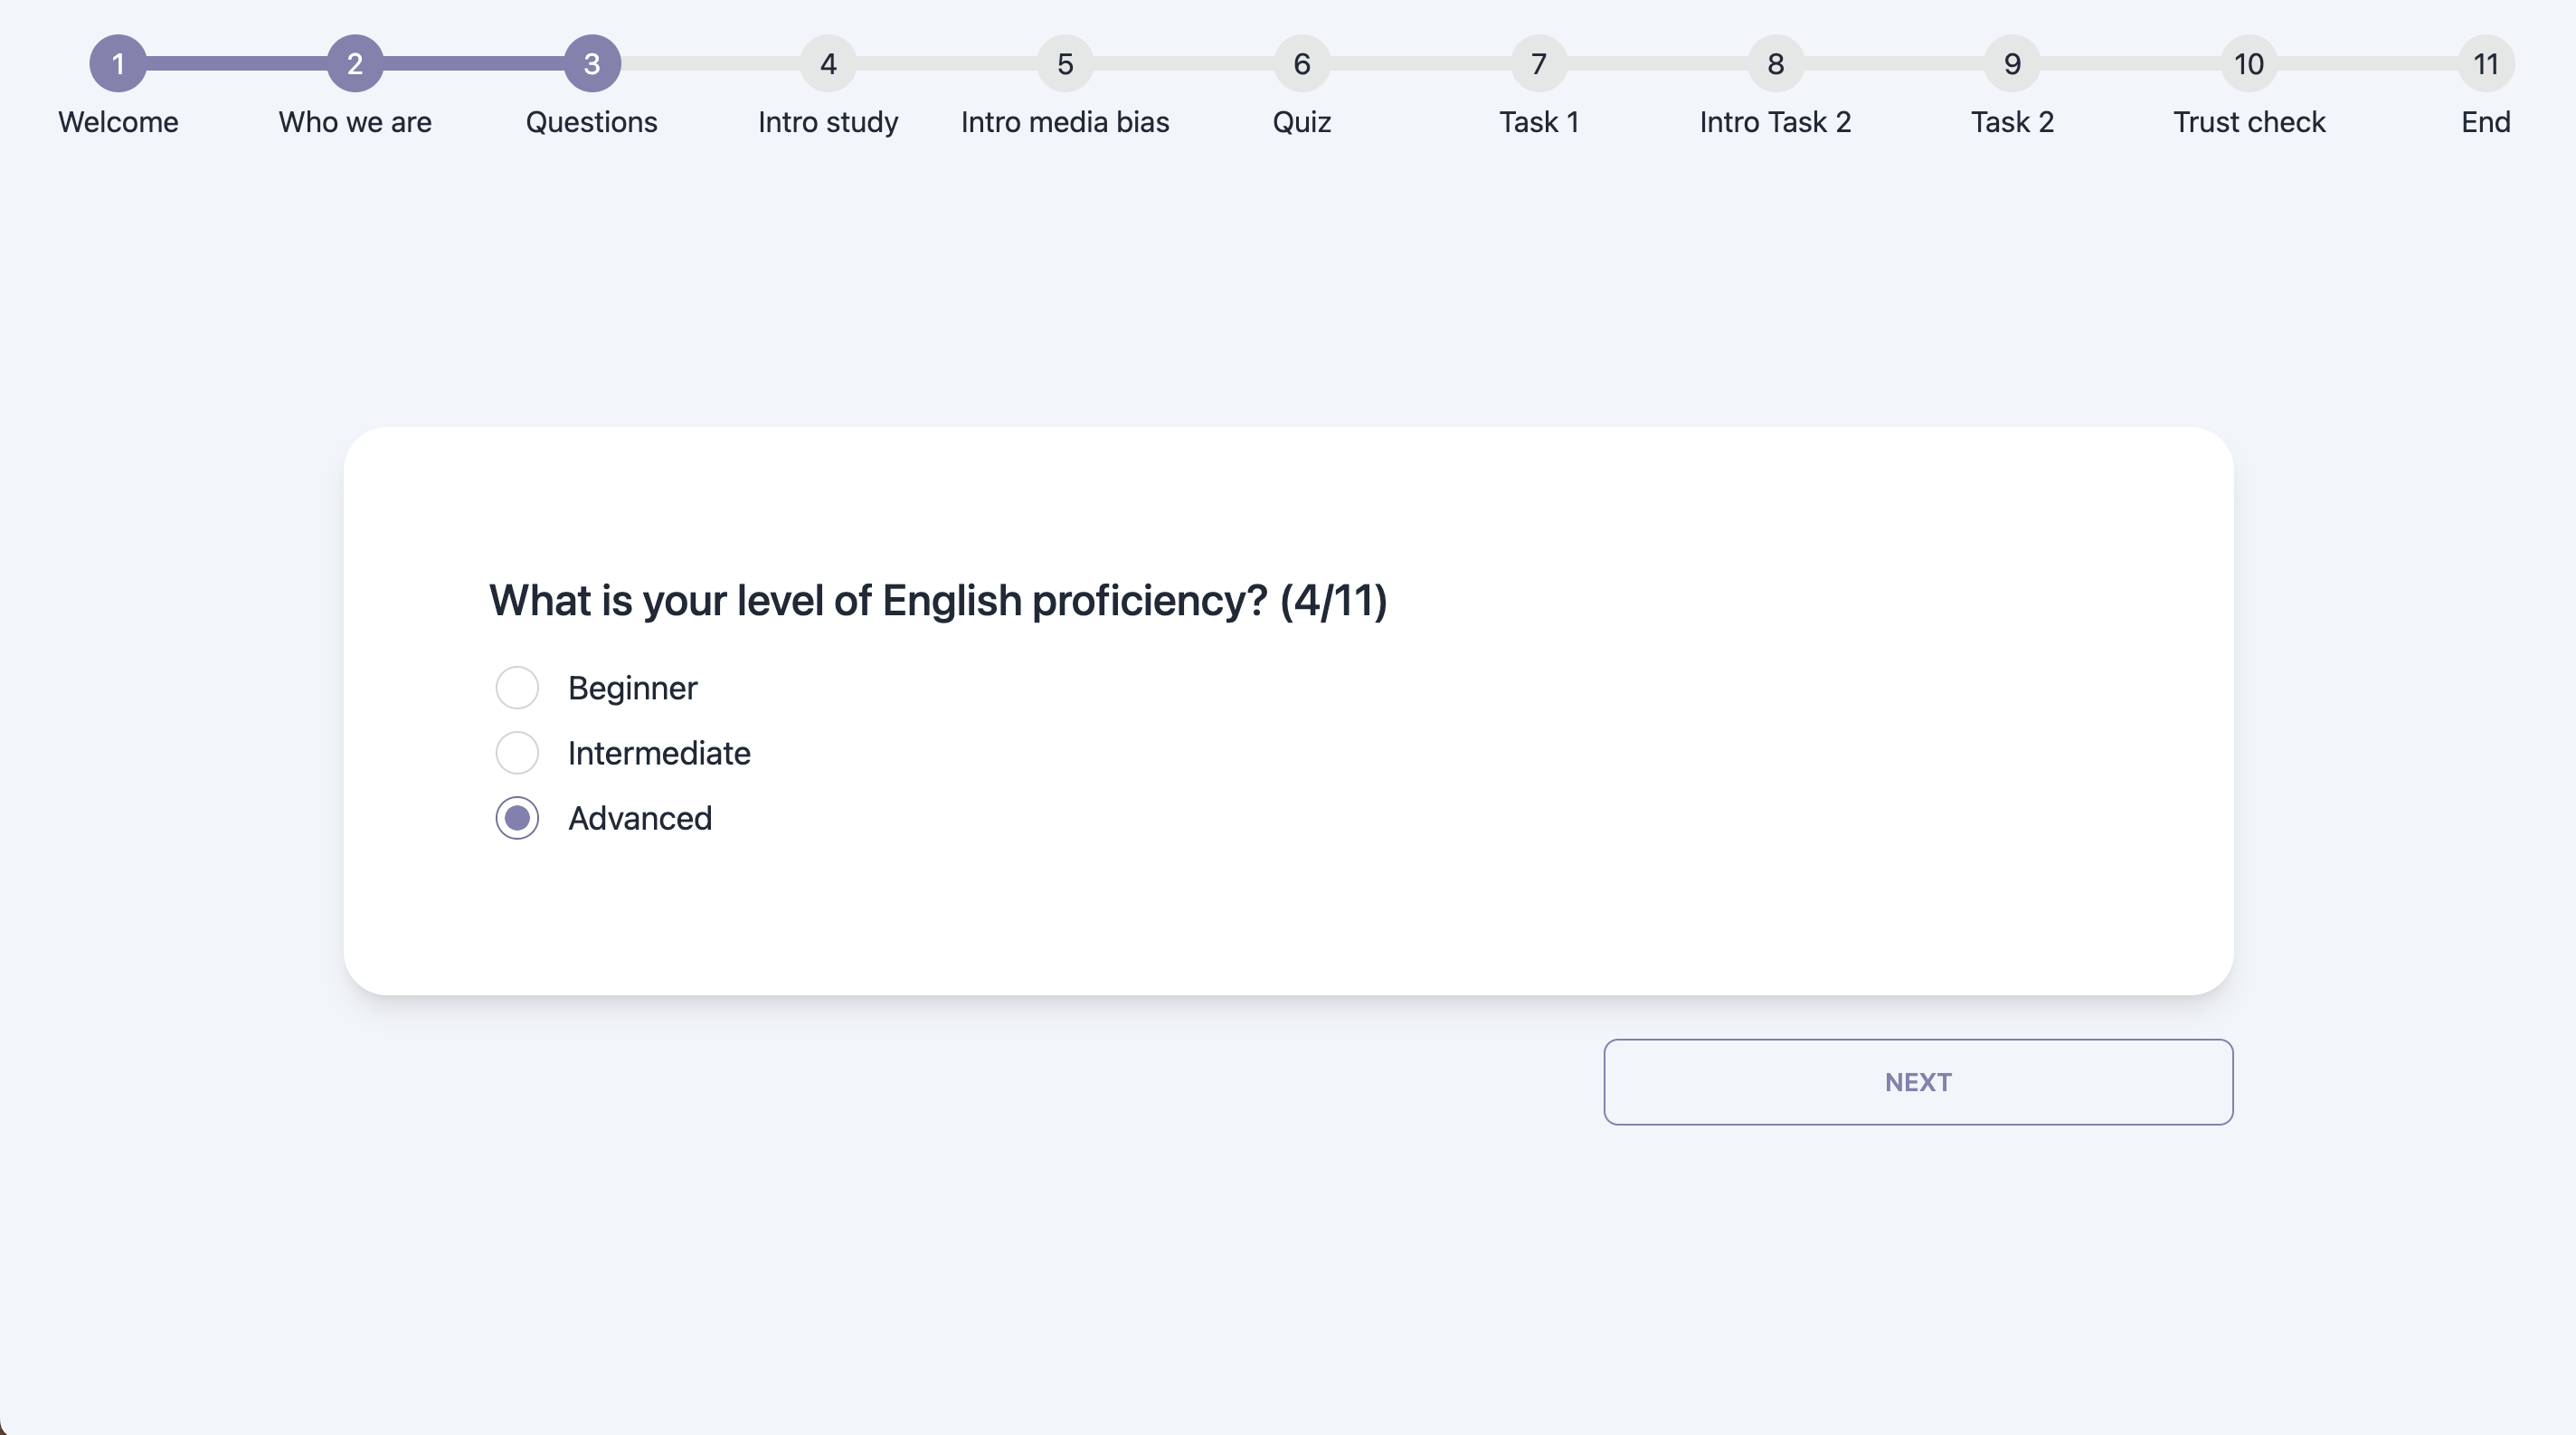 1 2 3 4 5 6 7 8 9 10 11
Welcome Who we are Questions Intro study Intro media bias Quiz Task 1 Intro Task 2 Task 2 Trust check End
What is your level of English proficiency? (4/11)
Beginner
Intermediate
Advanced
NEXT